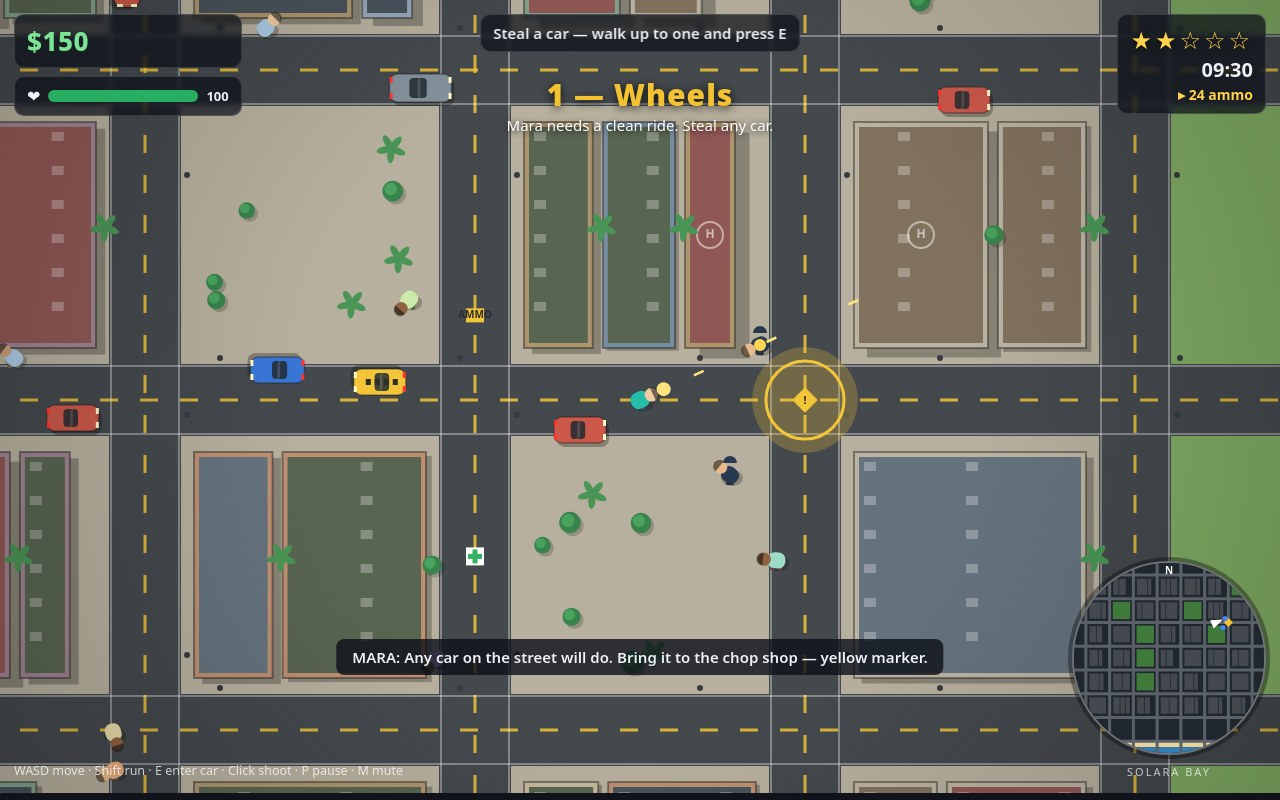 $150
❤ 100
Steal a car — walk up to one and press E
★★☆☆☆
09:30
▸ 24 ammo
1 — Wheels
Mara needs a clean ride. Steal any car.
H
H
AMMO
!
MARA: Any car on the street will do. Bring it to the chop shop — yellow marker.
N
WASD move · Shift run · E enter car · Click shoot · P pause · M mute
SOLARA BAY